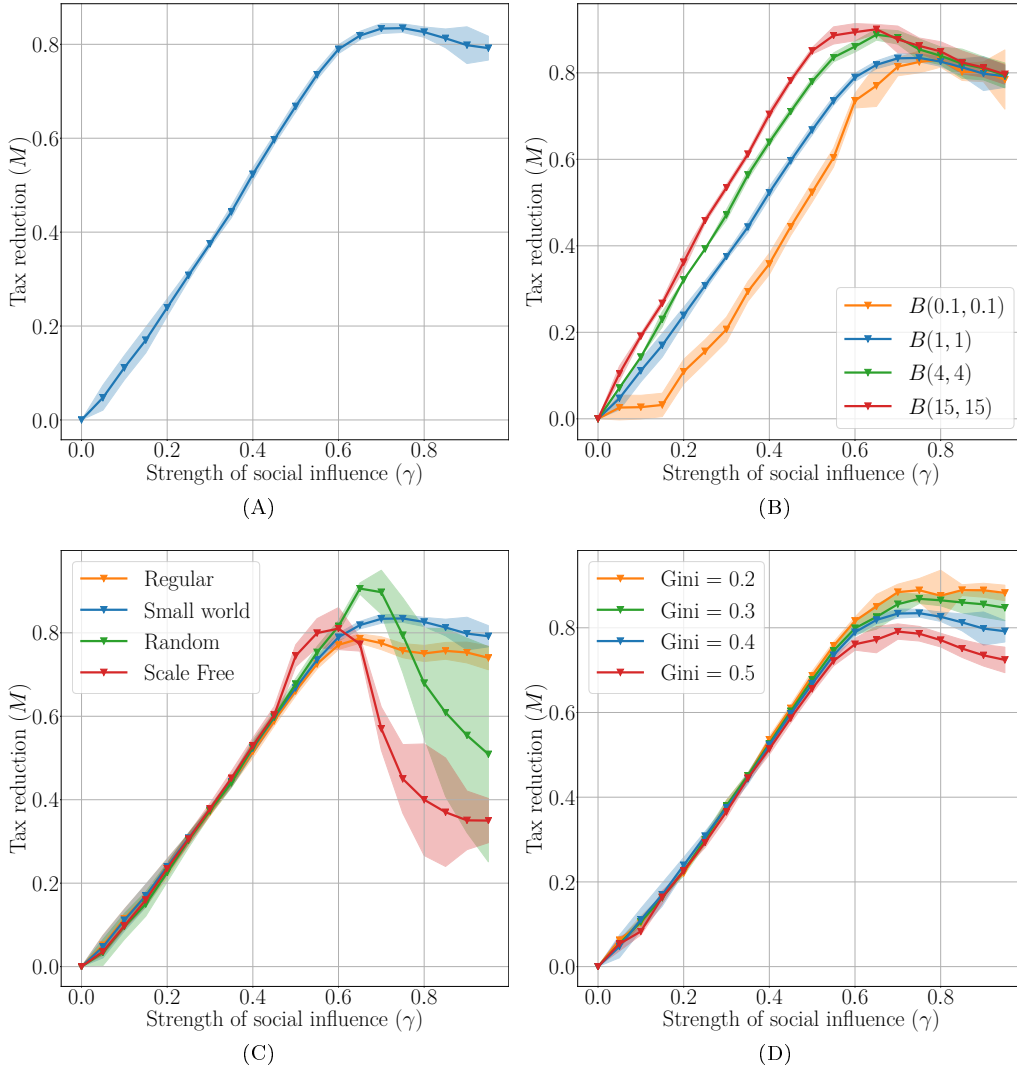 0.8
0.6
0.4
0.2
0.0
Tax reduction (M)
0.0 0.2 0.4 0.6 0.8
Strength of social influence (γ)
(A)
0.8
0.6
0.4
0.2
0.0
Tax reduction (M)
B(0.1, 0.1)
B(1, 1)
B(4, 4)
B(15, 15)
0.0 0.2 0.4 0.6 0.8
Strength of social influence (γ)
(B)
Regular
Small world
Random
Scale Free
0.8
0.6
0.4
0.2
0.0
Tax reduction (M)
0.0 0.2 0.4 0.6 0.8
Strength of social influence (γ)
(C)
Gini = 0.2
Gini = 0.3
Gini = 0.4
Gini = 0.5
0.8
0.6
0.4
0.2
0.0
Tax reduction (M)
0.0 0.2 0.4 0.6 0.8
Strength of social influence (γ)
(D)